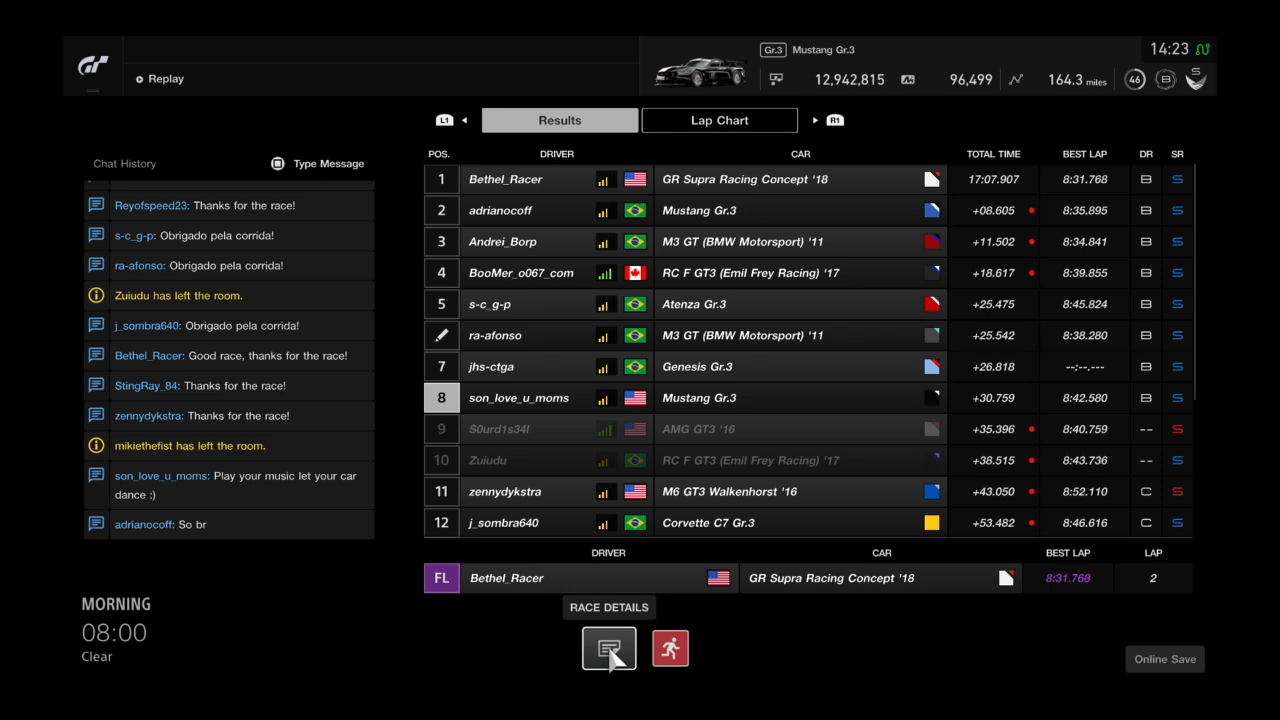 Gr.3 Mustang Gr.3
14:23
Replay
12,942,815 96,499 164.3 miles 46 B S
L1 Results Lap Chart R1
Chat History Type Message
Reyofspeed23: Thanks for the race!
s-c_g-p: Obrigado pela corrida!
ra-afonso: Obrigado pela corrida!
Zuiudu has left the room.
j_sombra640: Obrigado pela corrida!
Bethel_Racer: Good race, thanks for the race!
StingRay_84: Thanks for the race!
zennydykstra: Thanks for the race!
mikiethefist has left the room.
son_love_u_moms: Play your music let your car
dance :)
adrianocoff: So br
POS. DRIVER CAR TOTAL TIME BEST LAP DR SR
1 Bethel_Racer GR Supra Racing Concept '18 17:07.907 8:31.768 B S
2 adrianocoff Mustang Gr.3 +08.605 8:35.895 B S
3 Andrei_Borp M3 GT (BMW Motorsport) '11 +11.502 8:34.841 B S
4 BooMer_o067_com RC F GT3 (Emil Frey Racing) '17 +18.617 8:39.855 B S
5 s-c_g-p Atenza Gr.3 +25.475 8:45.824 B S
ra-afonso M3 GT (BMW Motorsport) '11 +25.542 8:38.280 B S
7 jhs-ctga Genesis Gr.3 +26.818 --:--.--- B S
8 son_love_u_moms Mustang Gr.3 +30.759 8:42.580 B S
9 S0urd1s34l AMG GT3 '16 +35.396 8:40.759 -- S
10 Zuiudu RC F GT3 (Emil Frey Racing) '17 +38.515 8:43.736 -- S
11 zennydykstra M6 GT3 Walkenhorst '16 +43.050 8:52.110 C S
12 j_sombra640 Corvette C7 Gr.3 +53.482 8:46.616 C S
DRIVER CAR BEST LAP LAP
FL Bethel_Racer GR Supra Racing Concept '18 8:31.768 2
RACE DETAILS
MORNING
08:00
Clear
Online Save